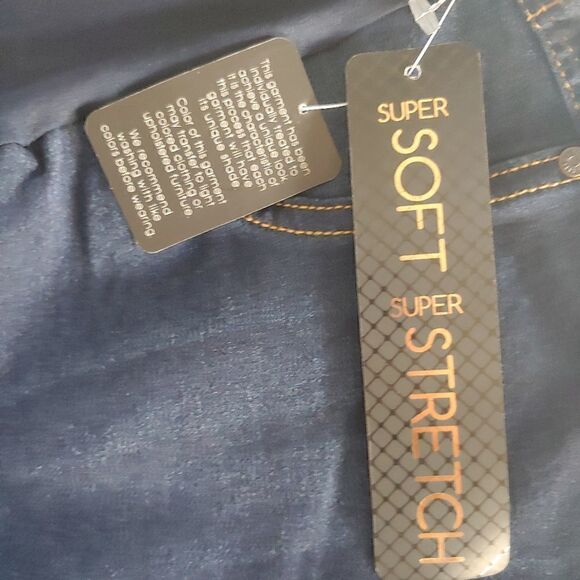 This garment has been
individually treated to
achieve a unique look
It is the characteristic of
this process that each
garment will have
its unique shade
Color of this garment
may transfer to light
colored clothing or
upholstered furniture
We recommend
washing with like
colors before wearing
SUPER
SOFT
SUPER
STRETCH